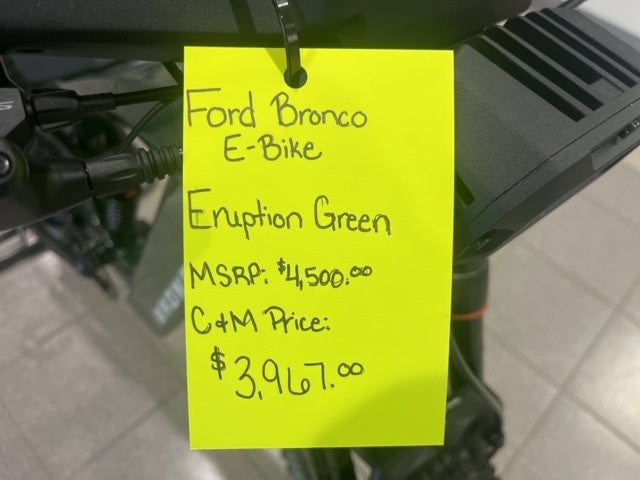 Ford Bronco
E-Bike
Eruption Green
MSRP: $4,500.00
C+M Price:
$3,967.00